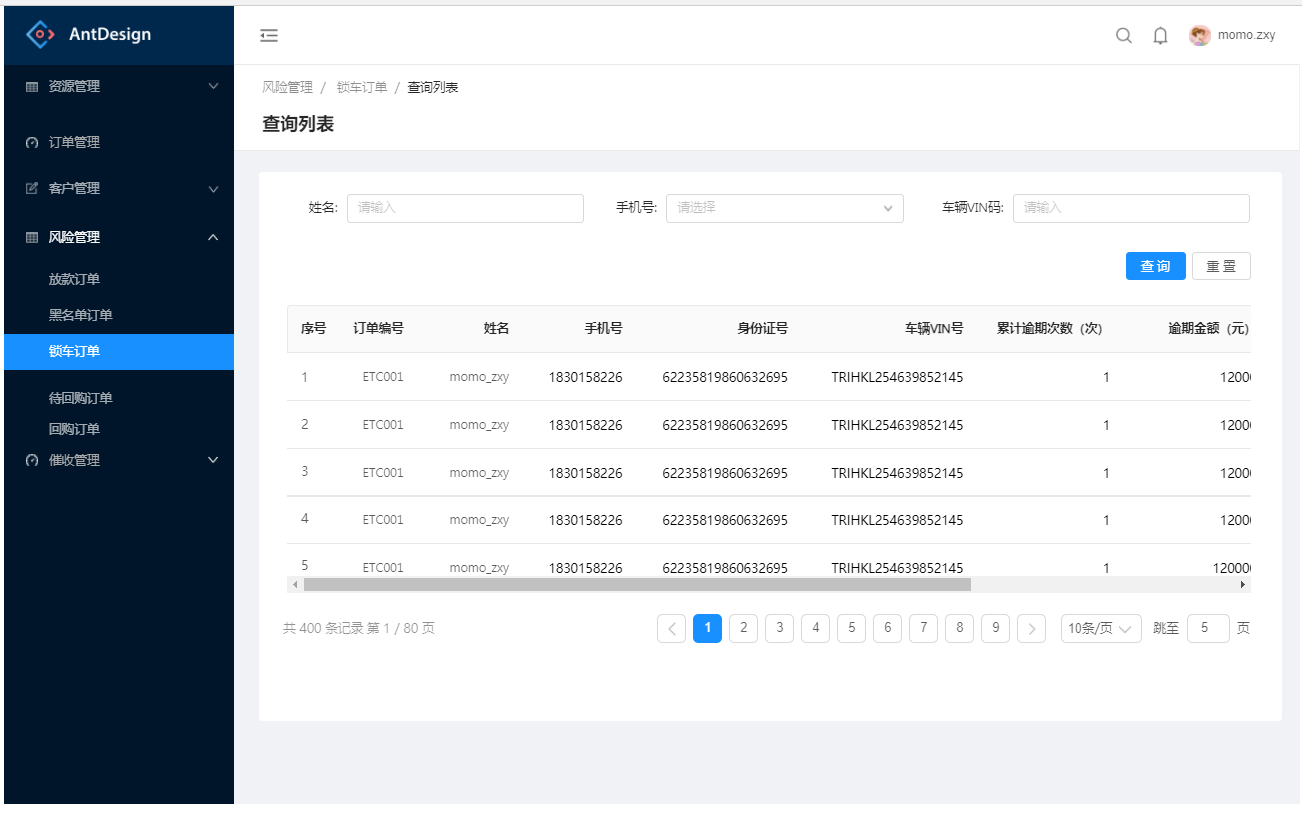 AntDesign
momo.zxy
资源管理
订单管理
客户管理
风险管理
放款订单
黑名单订单
锁车订单
待回购订单
回购订单
催收管理
风险管理 / 锁车订单 / 查询列表
查询列表
姓名: 请输入 手机号: 请选择 车辆VIN码: 请输入
查 询 重 置
序号 订单编号 姓名 手机号 身份证号 车辆VIN号 累计逾期次数（次） 逾期金额（元）
1 ETC001 momo_zxy 1830158226 62235819860632695 TRIHKL254639852145 1 12000
2 ETC001 momo_zxy 1830158226 62235819860632695 TRIHKL254639852145 1 12000
3 ETC001 momo_zxy 1830158226 62235819860632695 TRIHKL254639852145 1 12000
4 ETC001 momo_zxy 1830158226 62235819860632695 TRIHKL254639852145 1 12000
5 ETC001 momo_zxy 1830158226 62235819860632695 TRIHKL254639852145 1 12000
共 400 条记录 第 1 / 80 页 1 2 3 4 5 6 7 8 9 10条/页 跳至 5 页